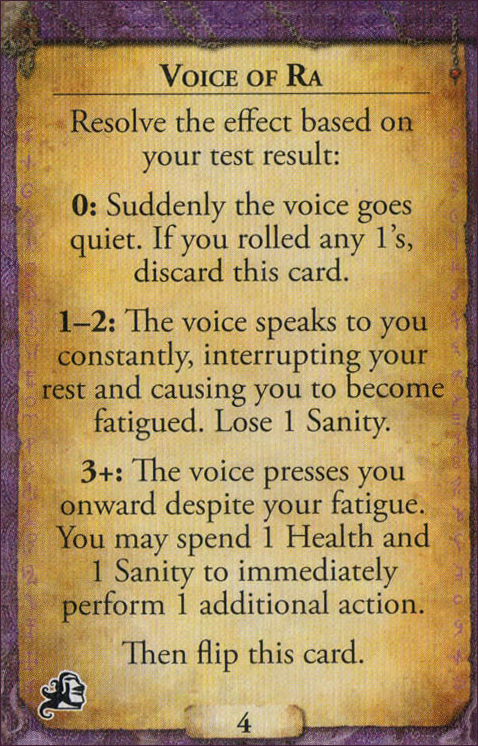 VOICE OF RA
Resolve the effect based on
your test result:
0: Suddenly the voice goes
quiet. If you rolled any 1's,
discard this card.
1–2: The voice speaks to you
constantly, interrupting your
rest and causing you to become
fatigued. Lose 1 Sanity.
3+: The voice presses you
onward despite your fatigue.
You may spend 1 Health and
1 Sanity to immediately
perform 1 additional action.
Then flip this card.
4